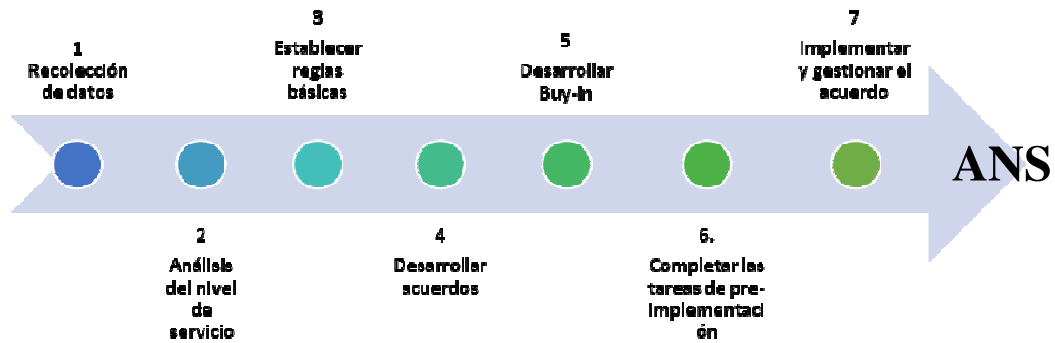 1
Recolección
de datos
2
Análisis
del nivel
de
servicio
3
Establecer
reglas
básicas
4
Desarrollar
acuerdos
5
Desarrollar
Buy-in
6.
Completar las
tareas de pre-
implementaci
ón
7
Implementar
y gestionar el
acuerdo
ANS